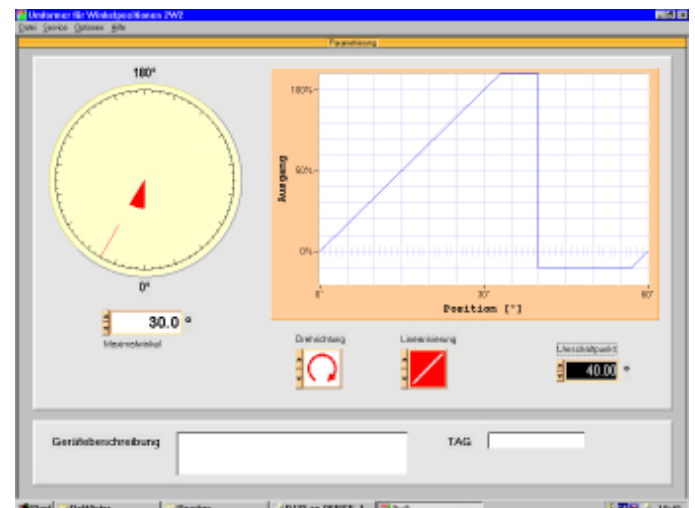 Umformer für Winkelpositionen 2W2
Datei Service Optionen Hilfe
Parametrierung
180°
0°
30.0 °
Maximalwinkel
Ausgang
100%
50%
0%
0° 30° 60°
Position [°]
Drehrichtung
Linearisierung
Umschaltpunkt
40.00 °
Gerätebeschreibung
TAG